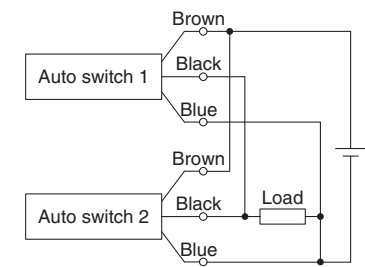 Brown
Auto switch 1
Black
Blue
Brown
Auto switch 2
Black
Load
Blue